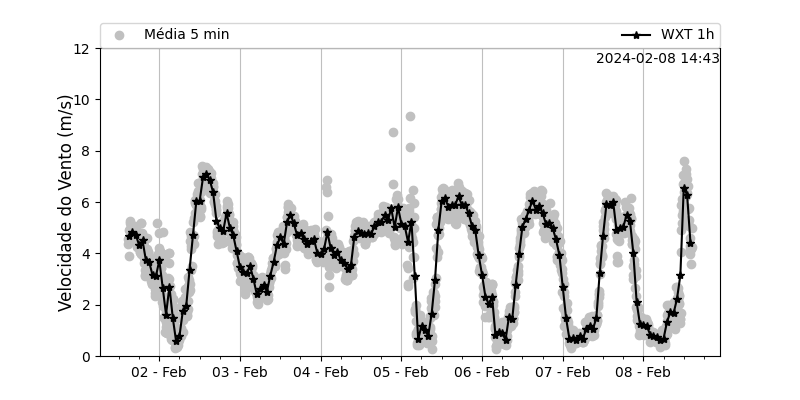 Média 5 min
WXT 1h
2024-02-08 14:43
Velocidade do Vento (m/s)
12
10
8
6
4
2
0
02 - Feb
03 - Feb
04 - Feb
05 - Feb
06 - Feb
07 - Feb
08 - Feb